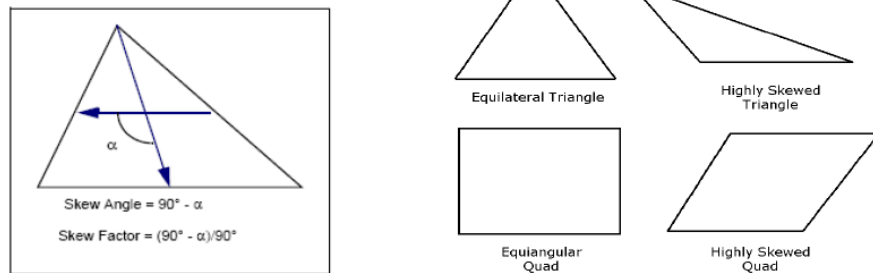 α
Skew Angle = 90° - α
Skew Factor = (90° - α)/90°
Equilateral Triangle
Highly Skewed
Triangle
Equiangular
Quad
Highly Skewed
Quad